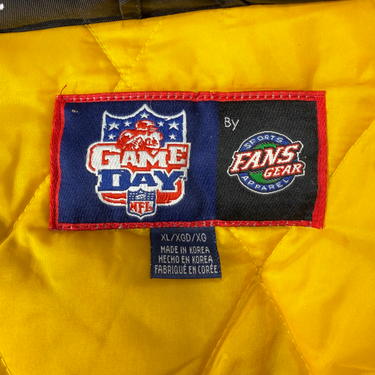 GAME
DAY
NFL
By
SPORTS
FANS
GEAR
APPAREL
XL/XGD/XG
MADE IN KOREA
HECHO EN KOREA
FABRIQUÉ EN CORÉE